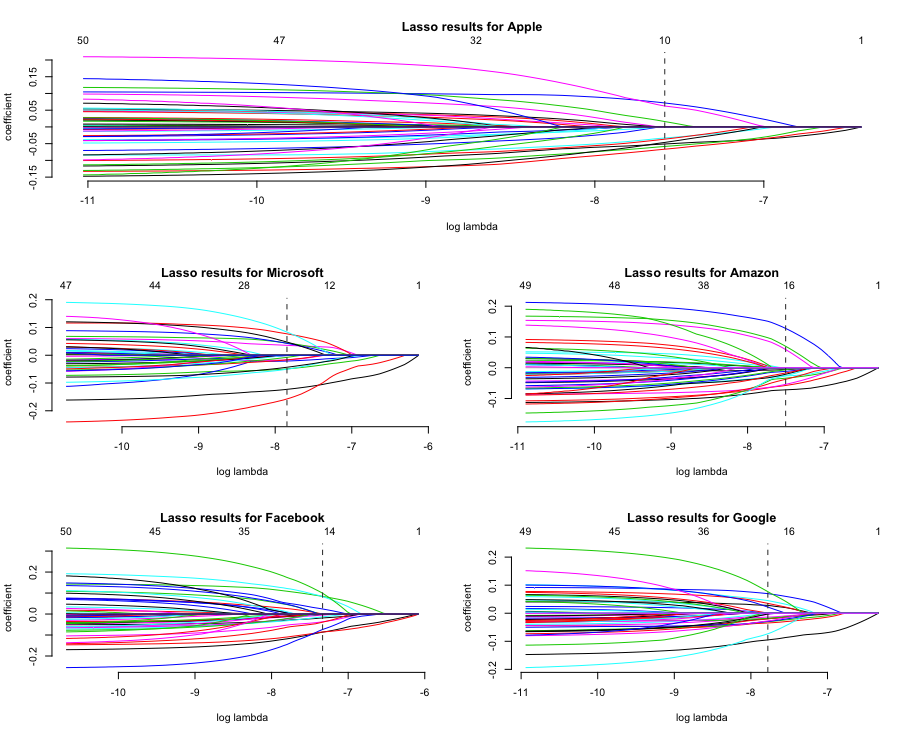 Lasso results for Apple
50 47 32 10 1
coefficient
0.15
0.05
-0.05
-0.15
-11 -10 -9 -8 -7
log lambda
Lasso results for Microsoft
47 44 28 12 1
coefficient
0.2
0.1
0.0
-0.1
-0.2
-10 -9 -8 -7 -6
log lambda
Lasso results for Amazon
49 48 38 16 1
coefficient
0.2
0.1
0.0
-0.1
-11 -10 -9 -8 -7
log lambda
Lasso results for Facebook
50 45 35 14 1
coefficient
0.2
0.0
-0.2
-10 -9 -8 -7 -6
log lambda
Lasso results for Google
49 45 36 16 1
coefficient
0.2
0.1
0.0
-0.1
-0.2
-11 -10 -9 -8 -7
log lambda